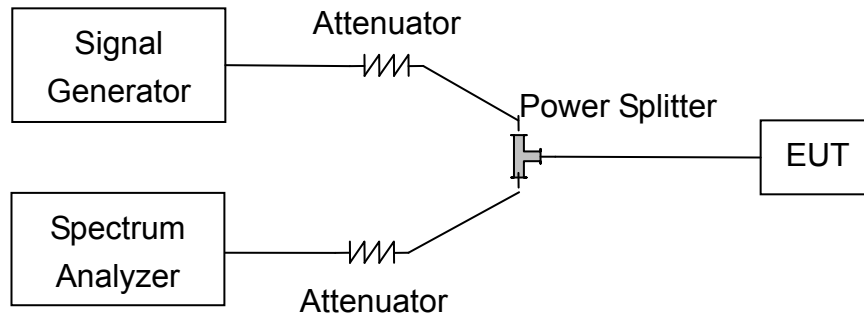 Attenuator
Signal
Generator
Power Splitter
EUT
Spectrum
Analyzer
Attenuator